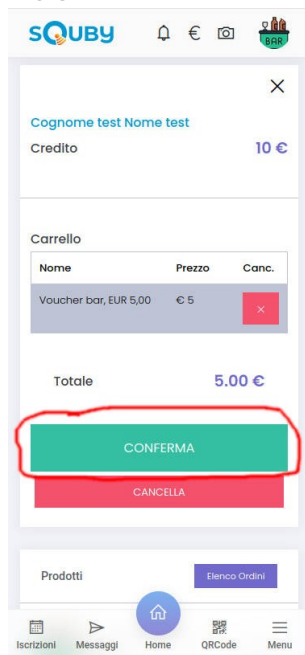 SQUBY
BAR
Cognome test Nome test
Credito 10 €
Carrello
Nome Prezzo Canc.
Voucher bar, EUR 5,00 € 5 ×
Totale 5.00 €
CONFERMA
CANCELLA
Prodotti Elenco Ordini
Iscrizioni Messaggi Home QRCode Menu